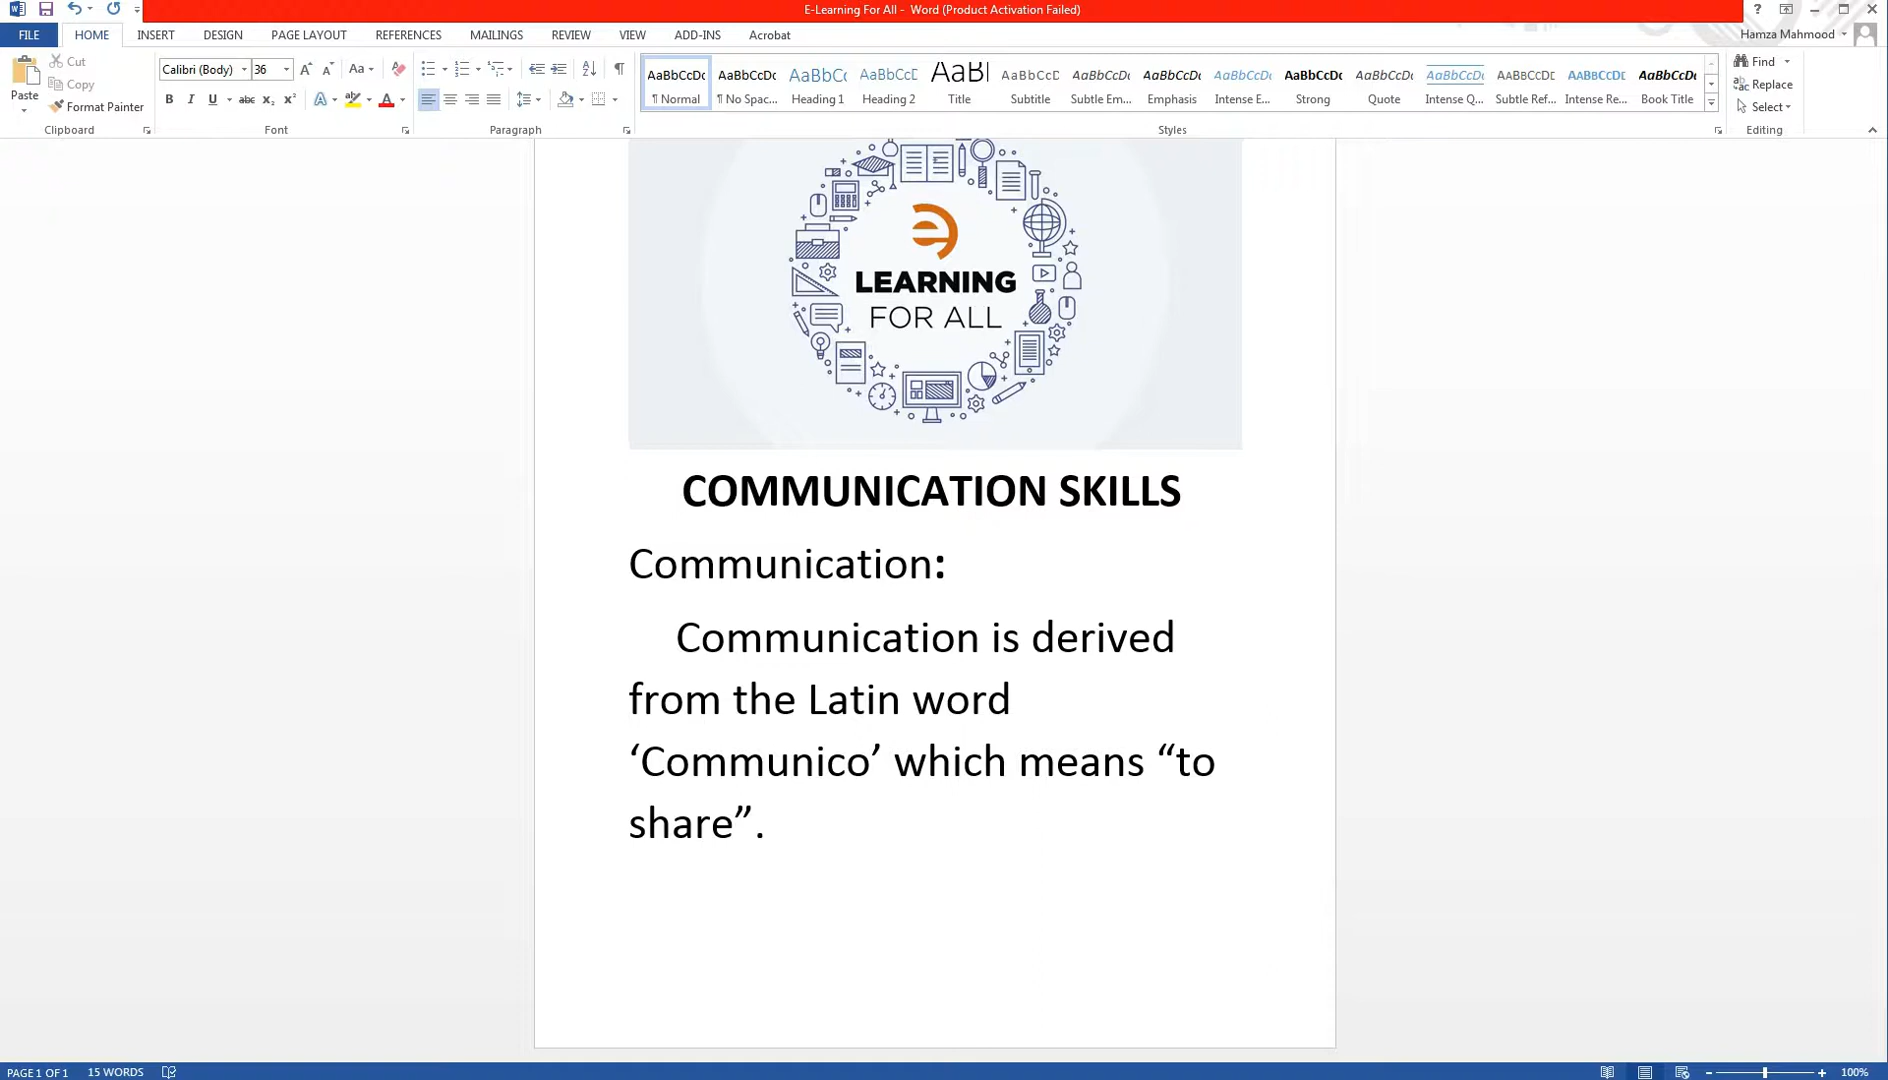 E-Learning For All - Word (Product Activation Failed)
FILE HOME INSERT DESIGN PAGE LAYOUT REFERENCES MAILINGS REVIEW VIEW ADD-INS Acrobat Hamza Mahmood
Paste
Cut
Copy
Format Painter
Clipboard
Calibri (Body) 36
Font
Paragraph
AaBbCcDc AaBbCcDc AaBbC AaBbCcD AaB AaBbCcD AaBbCcDc AaBbCcDc AaBbCcDc AaBbCcDc AaBbCcDc AaBbCcDc AABBCCDD AABBCCDD AaBbCcDc
¶ Normal ¶ No Spac... Heading 1 Heading 2 Title Subtitle Subtle Em... Emphasis Intense E... Strong Quote Intense Q... Subtle Ref... Intense Re... Book Title
Styles
Find
Replace
Select
Editing
e
LEARNING
FOR ALL
COMMUNICATION SKILLS
Communication:
Communication is derived
from the Latin word
‘Communico’ which means “to
share”.
PAGE 1 OF 1 15 WORDS 100%